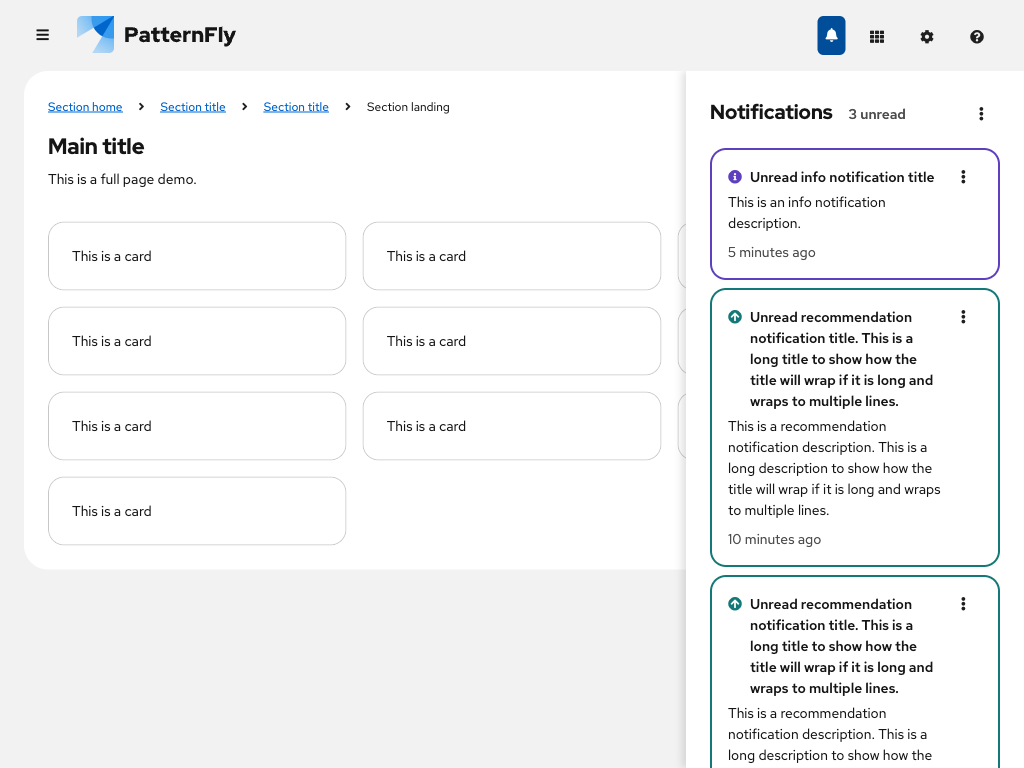 PatternFly
Section home
Section title
Section title
Section landing
Main title
This is a full page demo.
This is a card
This is a card
This is a card
This is a card
This is a card
This is a card
This is a card
Notifications
3 unread
Unread info notification title
This is an info notification
description.
5 minutes ago
Unread recommendation
notification title. This is a
long title to show how the
title will wrap if it is long and
wraps to multiple lines.
This is a recommendation
notification description. This is a
long description to show how the
title will wrap if it is long and wraps
to multiple lines.
10 minutes ago
Unread recommendation
notification title. This is a
long title to show how the
title will wrap if it is long and
wraps to multiple lines.
This is a recommendation
notification description. This is a
long description to show how the